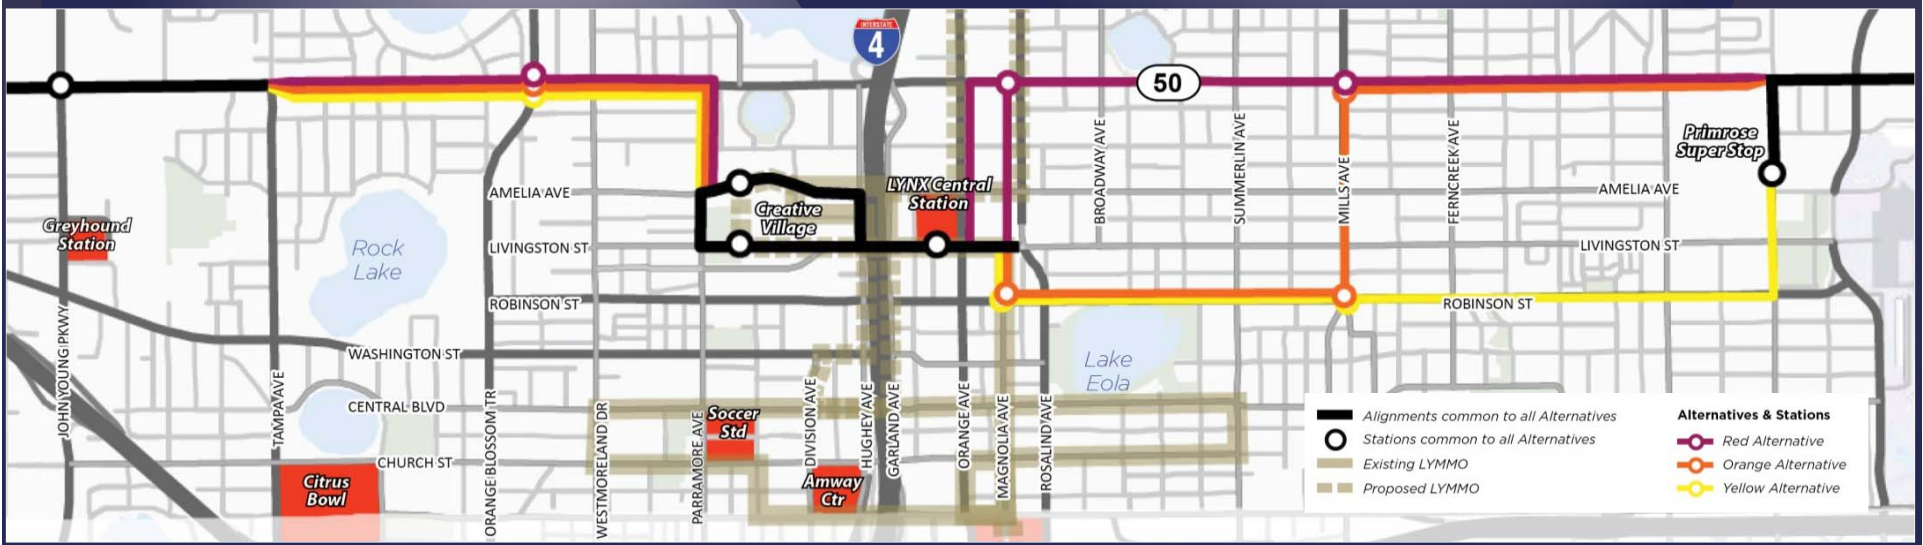 INTERSTATE
4
50
Primrose
Super Stop
BROADWAY AVE
SUMMERLIN AVE
MILLS AVE
FERNCREEK AVE
AMELIA AVE
LYNX Central
Station
AMELIA AVE
Creative
Village
Greyhound
Station
Rock
Lake
LIVINGSTON ST
LIVINGSTON ST
ROBINSON ST
ROBINSON ST
WASHINGTON ST
Lake
Eola
JOHN YOUNG PKWY
TAMPA AVE
CENTRAL BLVD
ORANGE BLOSSOM TR
WESTMORELAND DR
PARRAMORE AVE
Soccer
Std
DIVISION AVE
HUGHEY AVE
GARLAND AVE
ORANGE AVE
MAGNOLIA AVE
ROSALIND AVE
CHURCH ST
Citrus
Bowl
Amway
Ctr
Alignments common to all Alternatives
Stations common to all Alternatives
Existing LYMMO
Proposed LYMMO
Alternatives & Stations
Red Alternative
Orange Alternative
Yellow Alternative